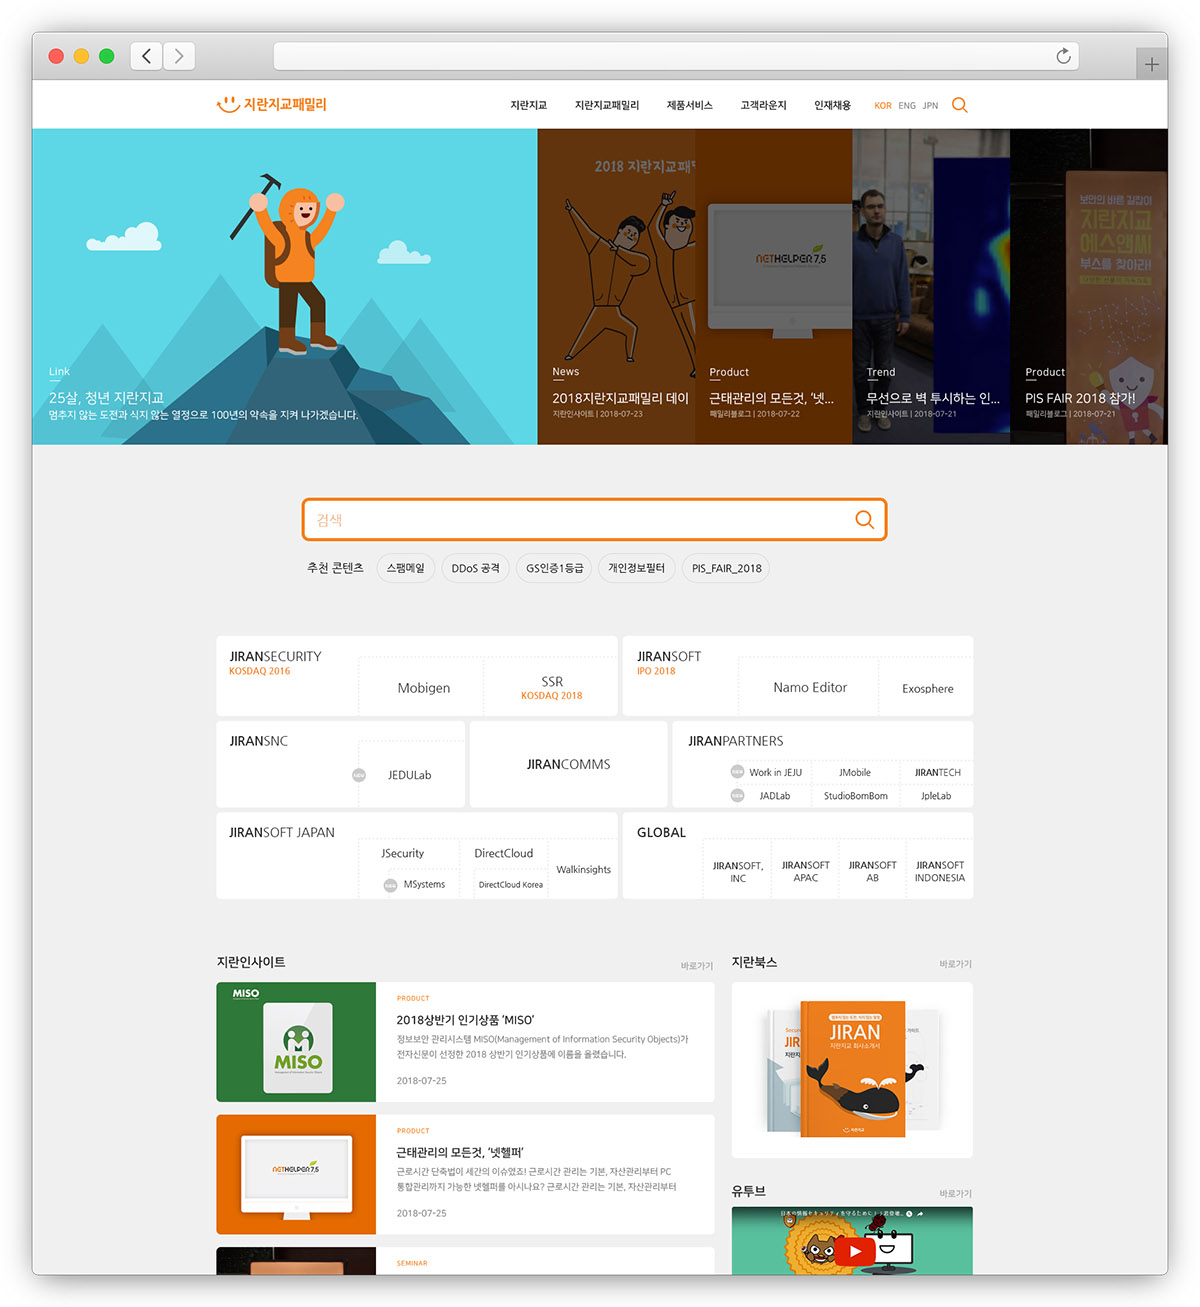 지란지교패밀리
지란지교
지란지교패밀리
제품서비스
고객라운지
인재채용
KOR ENG JPN
Link
25살, 청년 지란지교
멈추지 않는 도전과 식지 않는 열정으로 100년의 약속을 지켜 나가겠습니다.
2018 지란지교패밀
News
2018지란지교패밀리 데이
지란인사이트 | 2018-07-23
NETHELPER 7.5
Product
근태관리의 모든것, ‘넷...
패밀리블로그 | 2018-07-22
Trend
무선으로 벽 투시하는 인...
지란인사이트 | 2018-07-21
보안의 바른 길잡이
지란지교
에스앤씨
부스를 찾아라!
Product
PIS FAIR 2018 참가!
패밀리블로그 | 2018-07-21
검색
추천 콘텐츠
스팸메일
DDoS 공격
GS인증1등급
개인정보필터
PIS_FAIR_2018
JIRANSECURITY
KOSDAQ 2016
Mobigen
SSR
KOSDAQ 2018
JIRANSOFT
IPO 2018
Namo Editor
Exosphere
JIRANSNC
JEDULab
JIRANCOMMS
JIRANPARTNERS
Work in JEJU
JMobile
JIRANTECH
JADLab
StudioBomBom
JpleLab
JIRANSOFT JAPAN
JSecurity
MSystems
DirectCloud
DirectCloud Korea
Walkinsights
GLOBAL
JIRANSOFT,
INC
JIRANSOFT
APAC
JIRANSOFT
AB
JIRANSOFT
INDONESIA
지란인사이트
바로가기
MISO
MISO
PRODUCT
2018상반기 인기상품 ‘MISO’
정보보안 관리시스템 MISO(Management of Information Security Objects)가
전자신문이 선정한 2018 상반기 인기상품에 이름을 올렸습니다.
2018-07-25
NETHELPER 7.5
PRODUCT
근태관리의 모든것, ‘넷헬퍼’
근로시간 단축법이 세간의 이슈였죠! 근로시간 관리는 기본, 자산관리부터 PC
통합관리까지 가능한 넷헬퍼를 아시나요? 근로시간 관리는 기본, 자산관리부터
2018-07-25
SEMINAR
지란북스
바로가기
JIRAN
지란지교 회사소개서
지란지교
유투브
바로가기